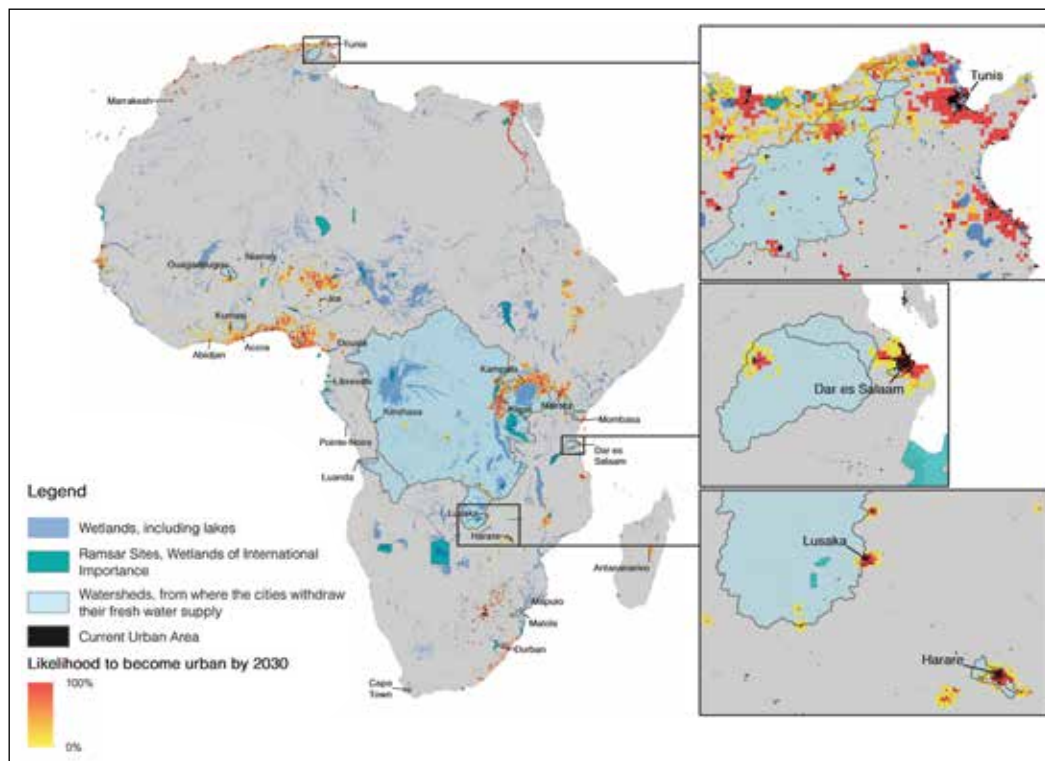 Tunis
Marrakesh
Tunis
Ouagadougou
Niamey
Jos
Kumasi
Abidjan
Accra
Douala
Libreville
Kampala
Kinshasa
Kigali
Nairobi
Mombasa
Pointe-Noire
Luanda
Dar es
Salaam
Dar es Salaam
Lusaka
Harare
Antananarivo
Lusaka
Harare
Maputo
Matola
Durban
Cape
Town
Legend
Wetlands, including lakes
Ramsar Sites, Wetlands of International
Importance
Watersheds, from where the cities withdraw
their fresh water supply
Current Urban Area
Likelihood to become urban by 2030
100%
0%